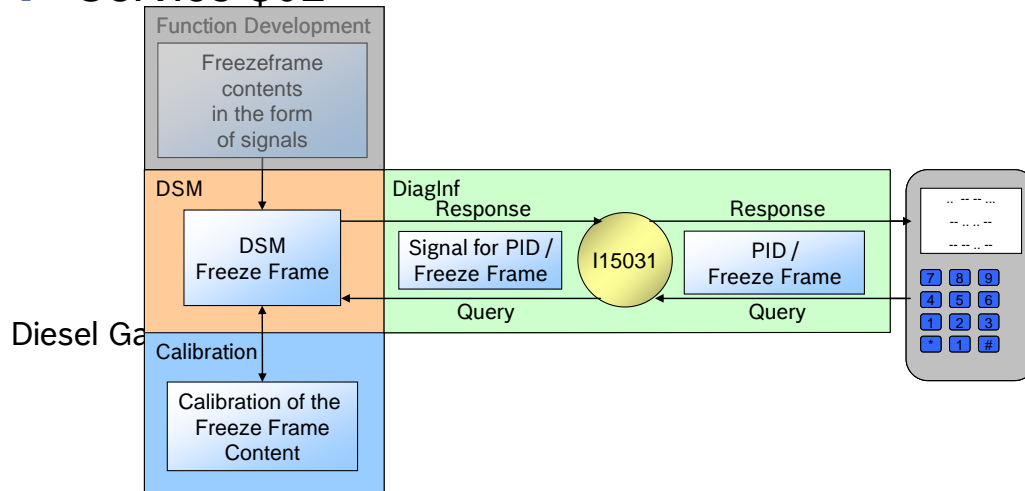 Service $02
Function Development
Freezeframe
contents
in the form
of signals
DSM
DSM
Freeze Frame
DiagInf
Response
Signal for PID /
Freeze Frame
Query
I15031
Response
PID /
Freeze Frame
Query
.. -- -- ...
-- .. .. --
-- -- .. --
7 8 9
4 5 6
1 2 3
* 1 #
Diesel Ga
Calibration
Calibration of the
Freeze Frame
Content